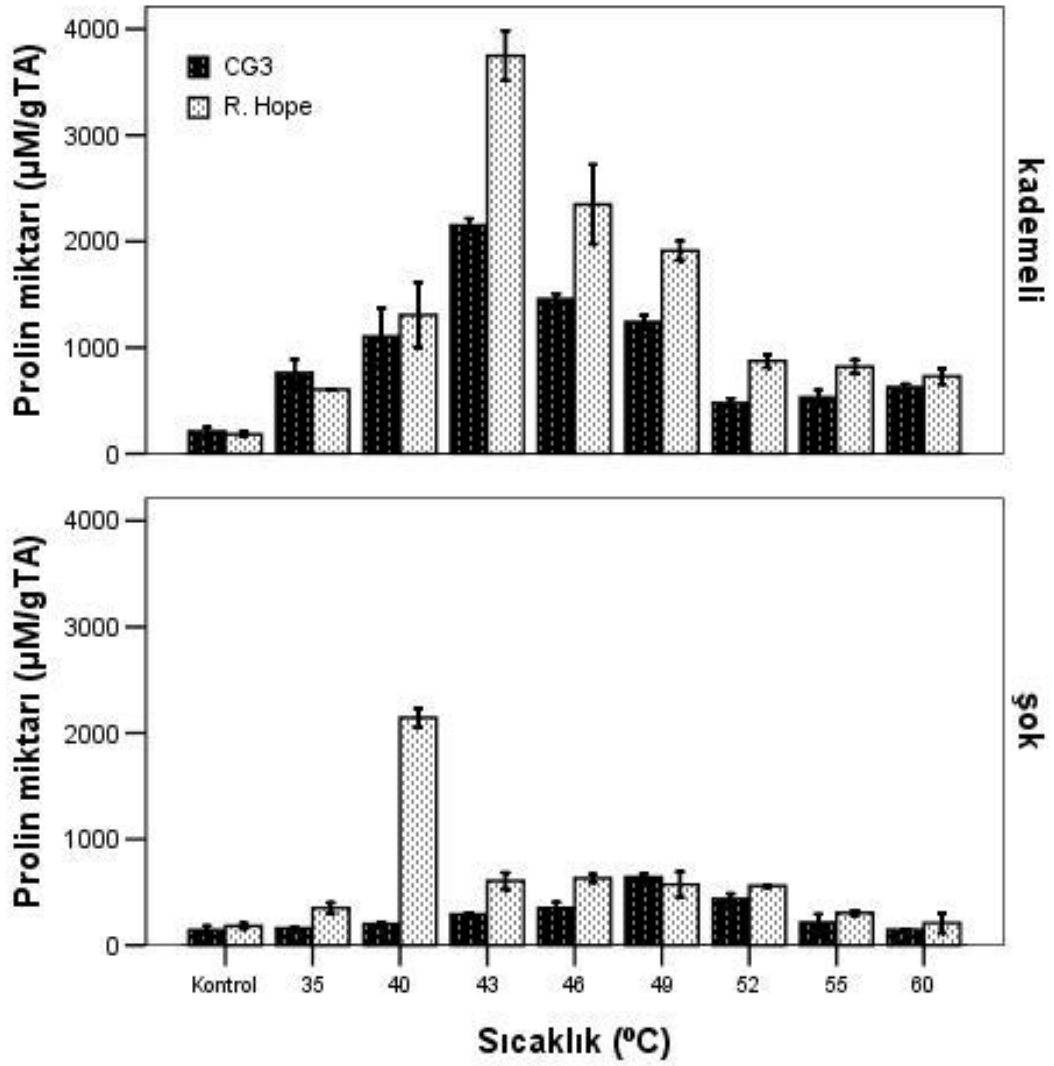 4000
3000
2000
1000
0
Prolin miktarı (µM/gTA)
CG3
R. Hope
kademeli
4000
3000
2000
1000
0
Prolin miktarı (µM/gTA)
şok
Kontrol 35 40 43 46 49 52 55 60
Sıcaklık (ºC)